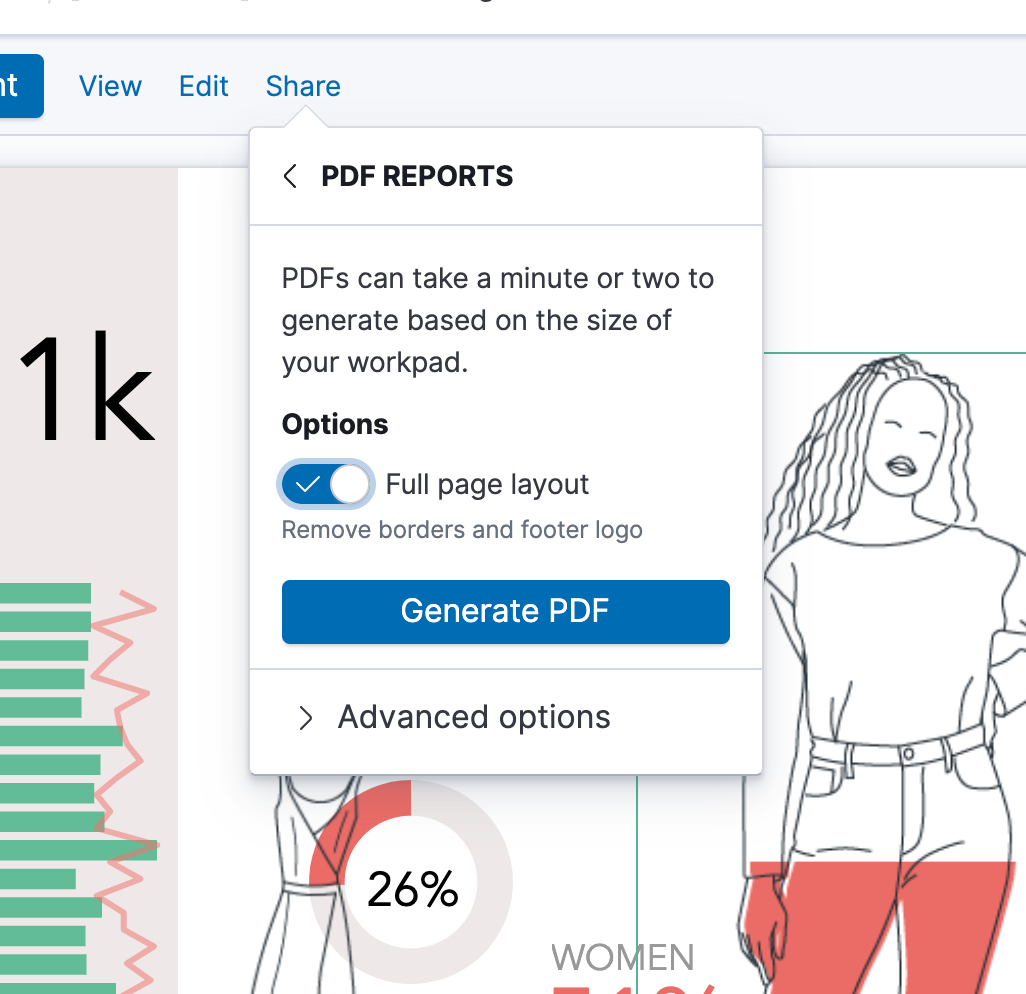 View Edit Share
PDF REPORTS
PDFs can take a minute or two to
generate based on the size of
your workpad.
1k
Options
Full page layout
Remove borders and footer logo
Generate PDF
Advanced options
26%
WOMEN